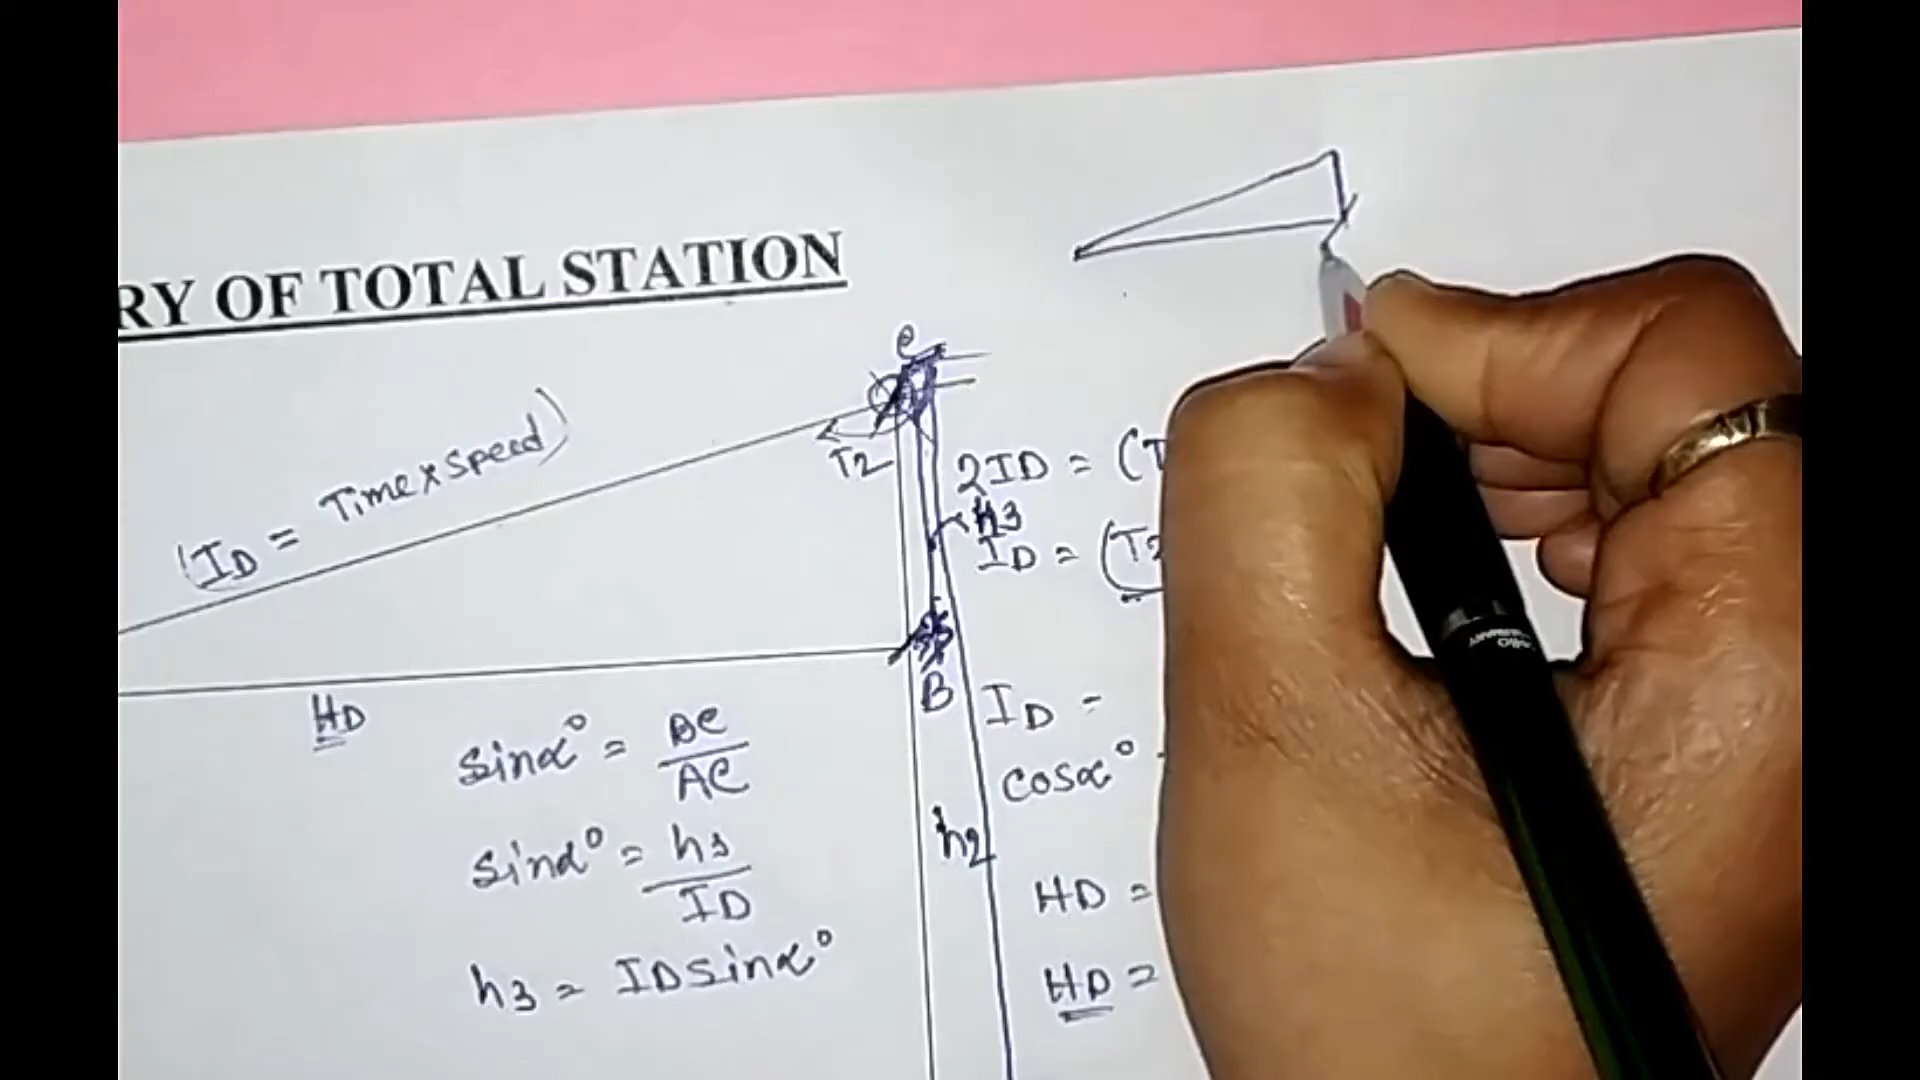 RY OF TOTAL STATION
C
(ID = Time x Speed)
T2
2ID = (T
h3
ID = (T2
B
HD
ID -
sinα° = BC
AC
cosα°
sinα° = h3
ID
h2
HD =
h3 = IDsinα°
HD =